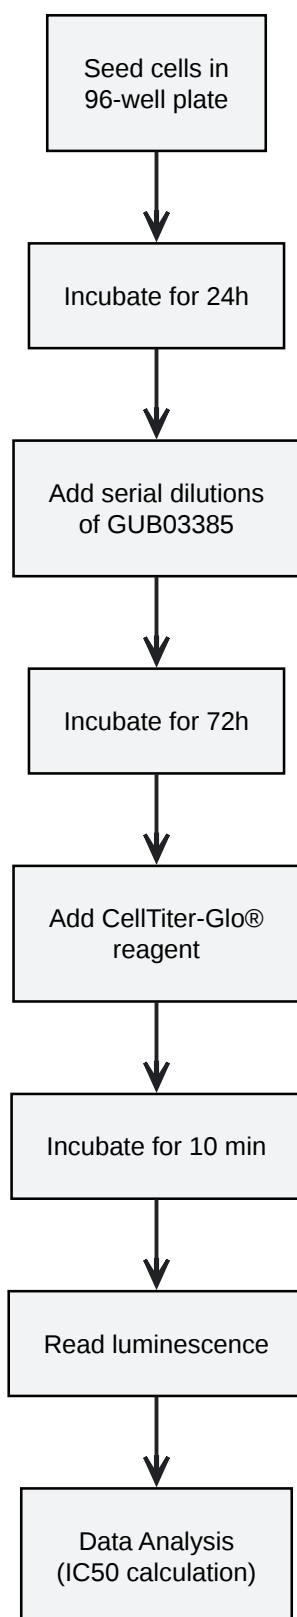 Seed cells in
96-well plate
Incubate for 24h
Add serial dilutions
of GUB03385
Incubate for 72h
Add CellTiter-Glo®
reagent
Incubate for 10 min
Read luminescence
Data Analysis
(IC50 calculation)